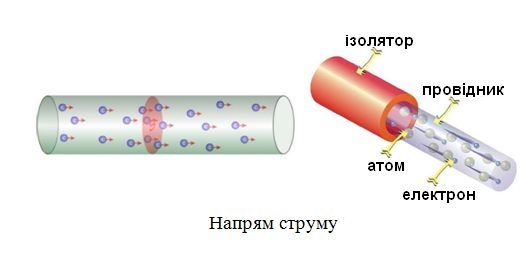 ізолятор
провідник
атом
електрон
Напрям струму